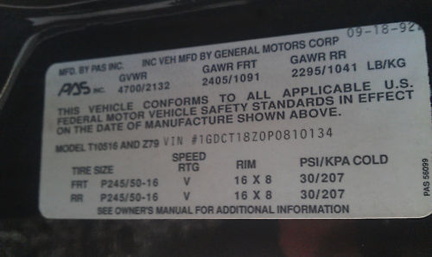 09-18-92
MFD. BY PAS INC. INC VEH MFD BY GENERAL MOTORS CORP
PAS INC. GVWR GAWR FRT GAWR RR
4700/2132 2405/1091 2295/1041 LB/KG
THIS VEHICLE CONFORMS TO ALL APPLICABLE U.S.
FEDERAL MOTOR VEHICLE SAFETY STANDARDS IN EFFECT
ON THE DATE OF MANUFACTURE SHOWN ABOVE.
MODEL T10516 AND Z79 VIN #1GDCT18Z0P0810134
TIRE SIZE SPEED RTG RIM PSI/KPA COLD
FRT P245/50-16 V 16 X 8 30/207
RR P245/50-16 V 16 X 8 30/207
SEE OWNER'S MANUAL FOR ADDITIONAL INFORMATION
PAS 56099